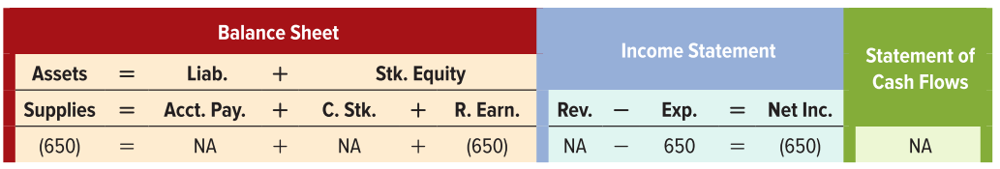 Balance Sheet
Income Statement
Statement of
Cash Flows
Assets = Liab. + Stk. Equity
Supplies = Acct. Pay. + C. Stk. + R. Earn. Rev. − Exp. = Net Inc.
(650) = NA + NA + (650) NA − 650 = (650) NA